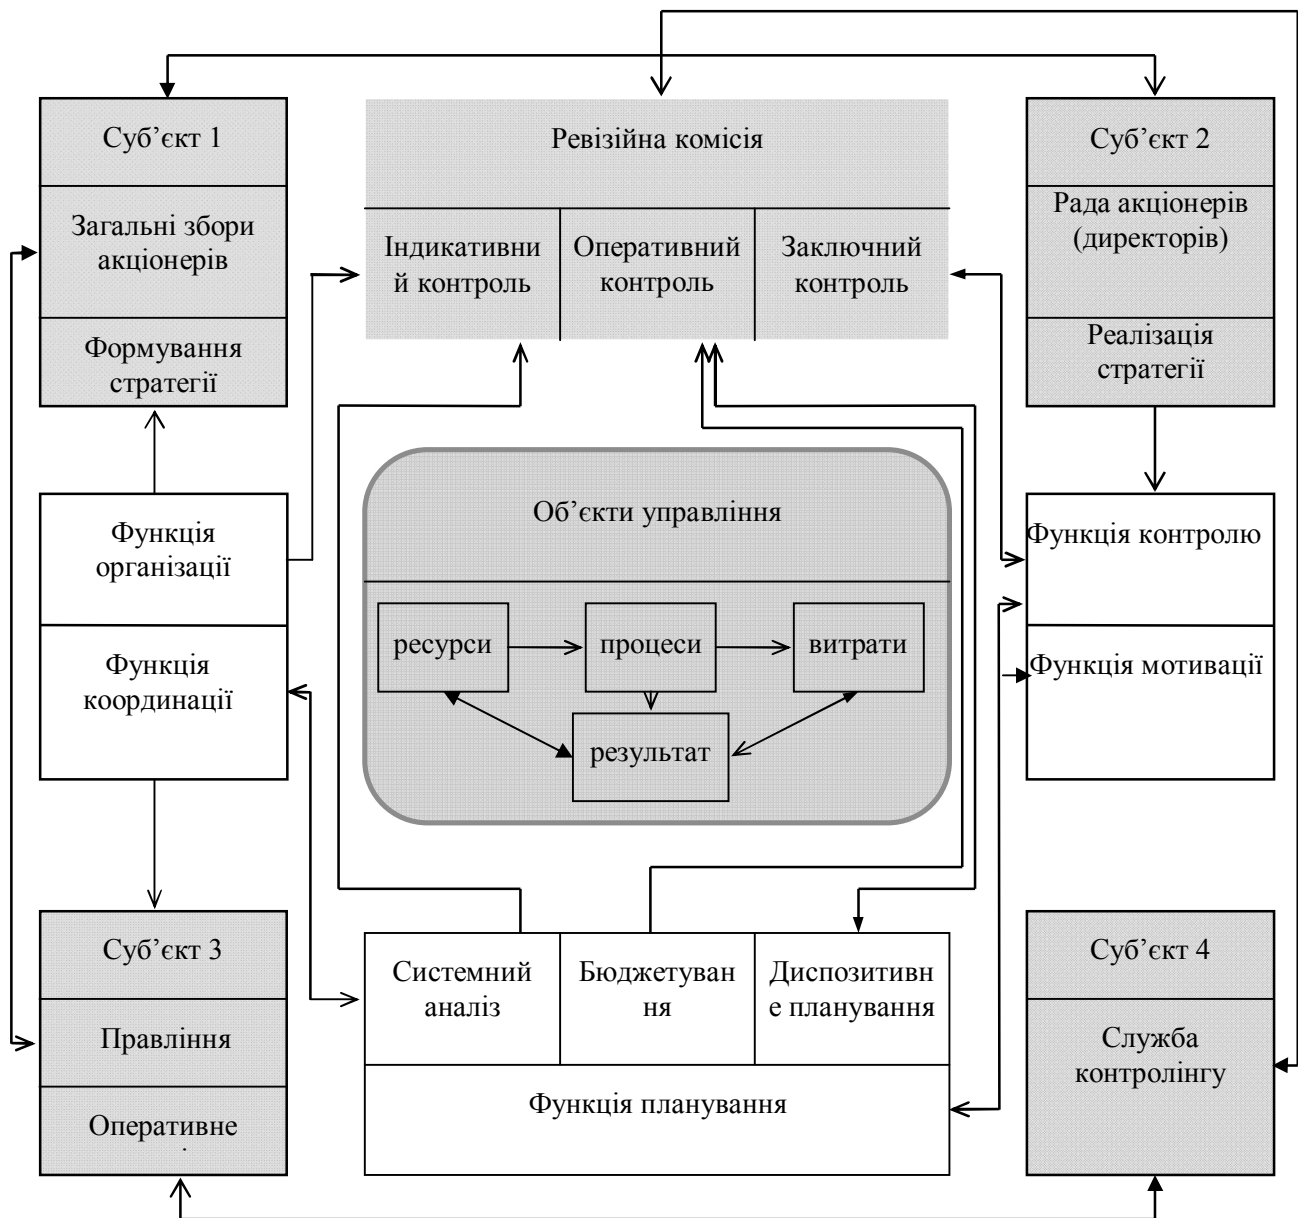 Суб’єкт 1
Загальні збори
акціонерів
Формування
стратегії
Ревізійна комісія
Індикативни
й контроль
Оперативний
контроль
Заключний
контроль
Суб’єкт 2
Рада акціонерів
(директорів)
Реалізація
стратегії
Функція
організації
Функція
координації
Об’єкти управління
ресурси
процеси
витрати
результат
Функція контролю
Функція мотивації
Суб’єкт 3
Правління
Оперативне
Системний
аналіз
Бюджетуван
ня
Диспозитивн
е планування
Функція планування
Суб’єкт 4
Служба
контролінгу